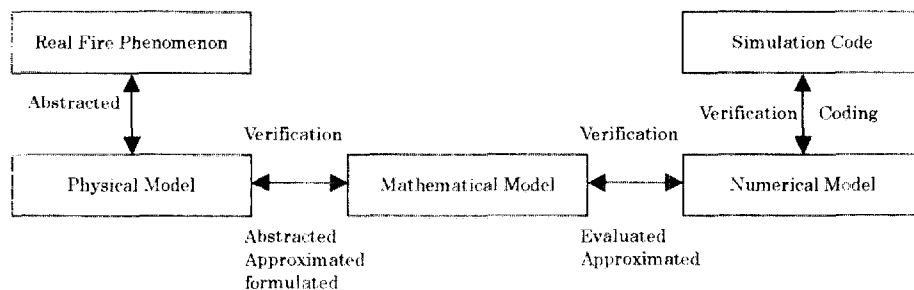 Real Fire Phenomenon
Simulation Code
Abstracted
Verification
Coding
Verification
Verification
Physical Model
Mathematical Model
Numerical Model
Abstracted
Approximated
formulated
Evaluated
Approximated